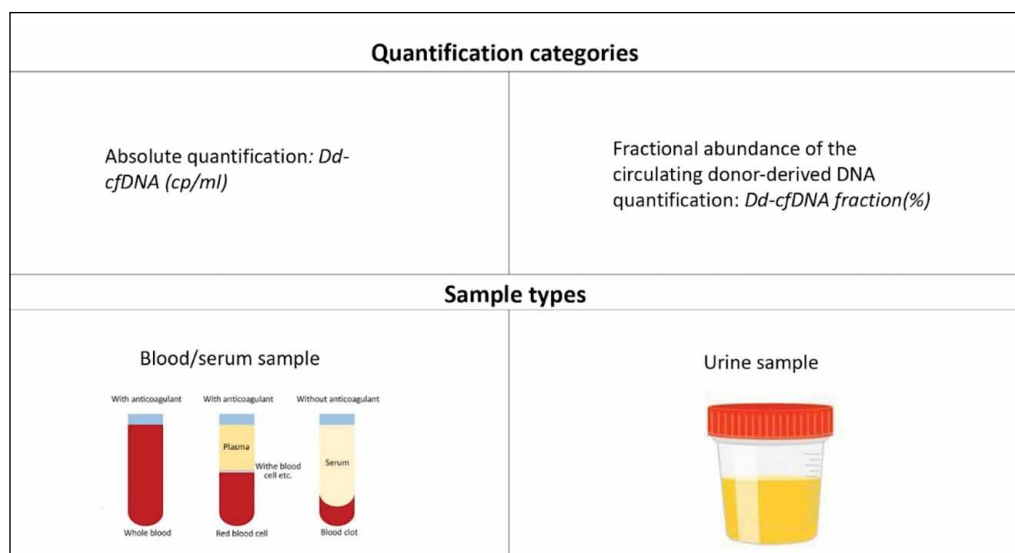 Quantification categories
Absolute quantification: Dd-
cfDNA (cp/ml)
Fractional abundance of the
circulating donor-derived DNA
quantification: Dd-cfDNA fraction(%)
Sample types
Blood/serum sample
With anticoagulant
With anticoagulant
Without anticoagulant
Plasma
Withe blood
cell etc.
Serum
Whole blood
Red blood cell
Blood clot
Urine sample